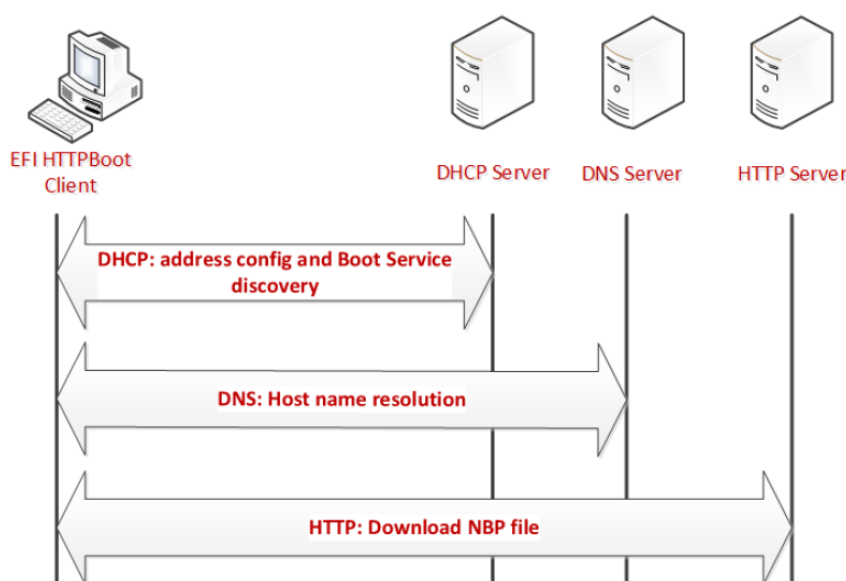 EFI HTTPBoot
Client
DHCP Server
DNS Server
HTTP Server
DHCP: address config and Boot Service
discovery
DNS: Host name resolution
HTTP: Download NBP file